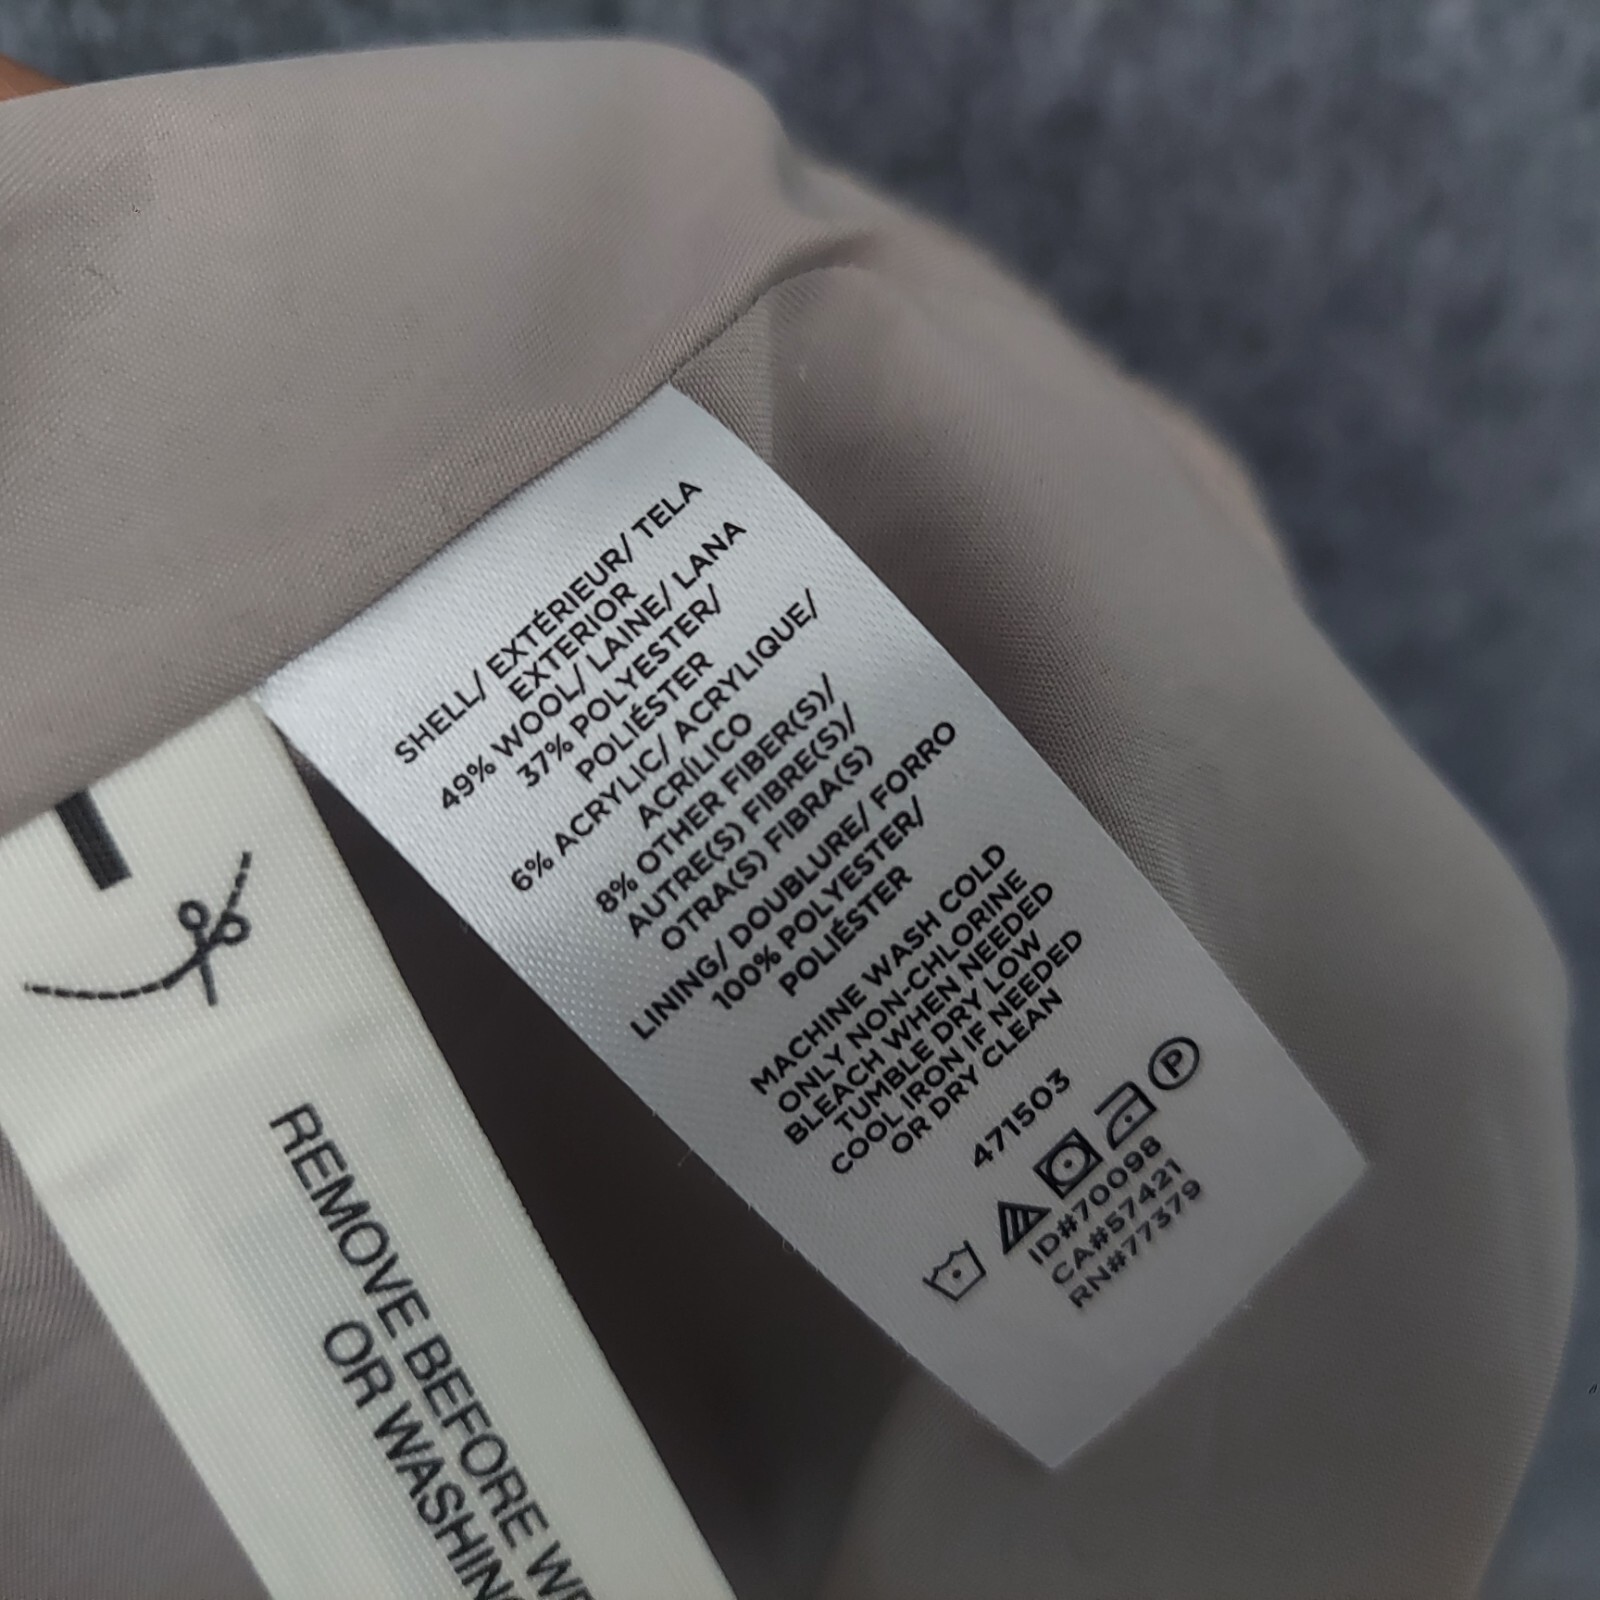 SHELL/ EXTÉRIEUR/ TELA
EXTERIOR
49% WOOL/ LAINE/ LANA
37% POLYESTER/
POLIÉSTER
6% ACRYLIC/ ACRYLIQUE/
ACRÍLICO
8% OTHER FIBER(S)/
AUTRE(S) FIBRE(S)/
OTRA(S) FIBRA(S)
LINING/ DOUBLURE/ FORRO
100% POLYESTER/
POLIÉSTER
MACHINE WASH COLD
ONLY NON-CHLORINE
BLEACH WHEN NEEDED
TUMBLE DRY LOW
COOL IRON IF NEEDED
OR DRY CLEAN
471503
P
ID#70098
CA#57421
RN#77379
REMOVE BEFORE WE
OR WASHING